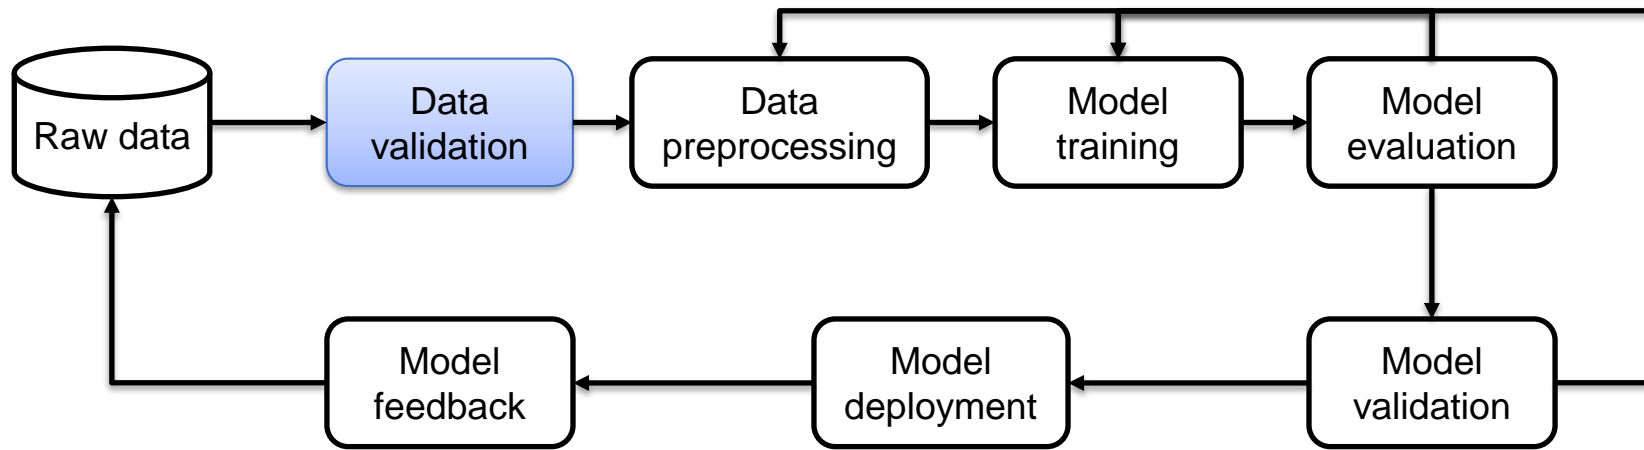 Raw data
Data
validation
Data
preprocessing
Model
training
Model
evaluation
Model
feedback
Model
deployment
Model
validation